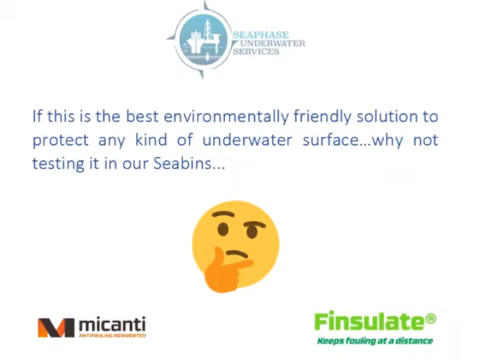 SEAPHASE
UNDERWATER
SERVICES
If this is the best environmentally friendly solution to
protect any kind of underwater surface...why not
testing it in our Seabins...
micanti
ANTIFOULING REINVENTED
Finsulate®
Keeps fouling at a distance